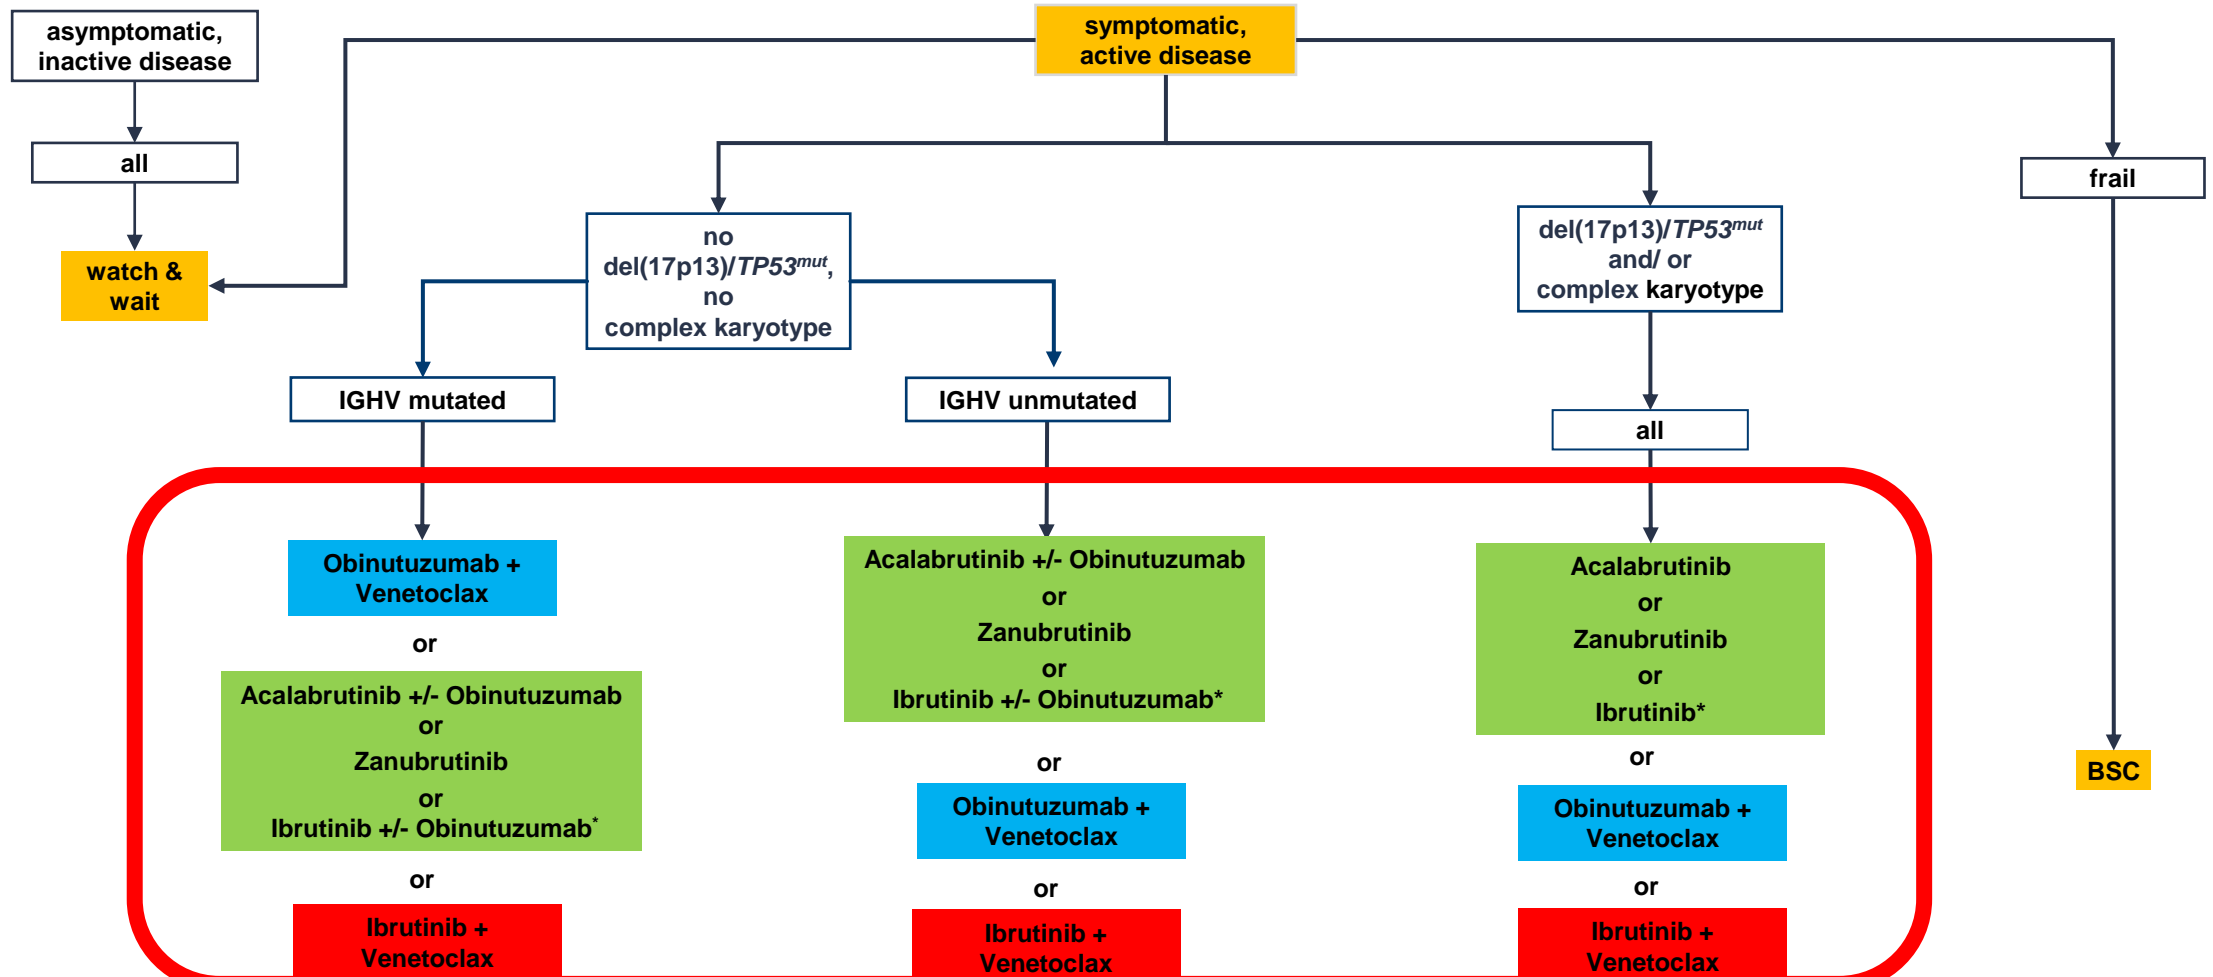 asymptomatic,
inactive disease
symptomatic,
active disease
all
frail
watch &
wait
no
del(17p13)/TP53mut,
no
complex karyotype
del(17p13)/TP53mut
and/ or
complex karyotype
IGHV mutated
IGHV unmutated
all
Obinutuzumab +
Venetoclax
or
Acalabrutinib +/- Obinutuzumab
or
Zanubrutinib
or
Ibrutinib +/- Obinutuzumab*
or
Ibrutinib +
Venetoclax
Acalabrutinib +/- Obinutuzumab
or
Zanubrutinib
or
Ibrutinib +/- Obinutuzumab*
or
Obinutuzumab +
Venetoclax
or
Ibrutinib +
Venetoclax
Acalabrutinib
or
Zanubrutinib
or
Ibrutinib*
or
Obinutuzumab +
Venetoclax
or
Ibrutinib +
Venetoclax
BSC